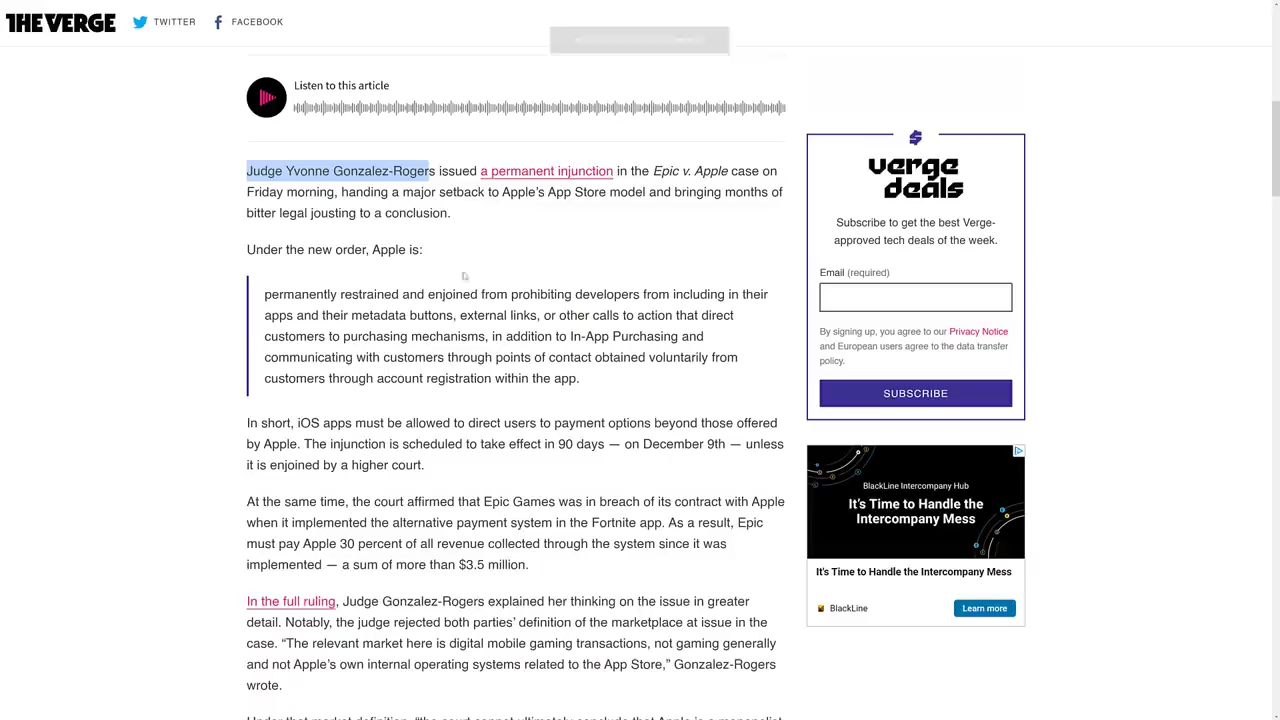 THE VERGE TWITTER FACEBOOK
Listen to this article
Judge Yvonne Gonzalez-Rogers issued a permanent injunction in the Epic v. Apple case on
Friday morning, handing a major setback to Apple’s App Store model and bringing months of
bitter legal jousting to a conclusion.
Under the new order, Apple is:
permanently restrained and enjoined from prohibiting developers from including in their
apps and their metadata buttons, external links, or other calls to action that direct
customers to purchasing mechanisms, in addition to In-App Purchasing and
communicating with customers through points of contact obtained voluntarily from
customers through account registration within the app.
In short, iOS apps must be allowed to direct users to payment options beyond those offered
by Apple. The injunction is scheduled to take effect in 90 days — on December 9th — unless
it is enjoined by a higher court.
At the same time, the court affirmed that Epic Games was in breach of its contract with Apple
when it implemented the alternative payment system in the Fortnite app. As a result, Epic
must pay Apple 30 percent of all revenue collected through the system since it was
implemented — a sum of more than $3.5 million.
In the full ruling, Judge Gonzalez-Rogers explained her thinking on the issue in greater
detail. Notably, the judge rejected both parties’ definition of the marketplace at issue in the
case. “The relevant market here is digital mobile gaming transactions, not gaming generally
and not Apple’s own internal operating systems related to the App Store,” Gonzalez-Rogers
wrote.
Under that market definition, “the court cannot ultimately conclude that Apple is a monopolist
verge
deals
Subscribe to get the best Verge-
approved tech deals of the week.
Email (required)
By signing up, you agree to our Privacy Notice
and European users agree to the data transfer
policy.
SUBSCRIBE
BlackLine Intercompany Hub
It’s Time to Handle the
Intercompany Mess
It’s Time to Handle the Intercompany Mess
BlackLine
Learn more